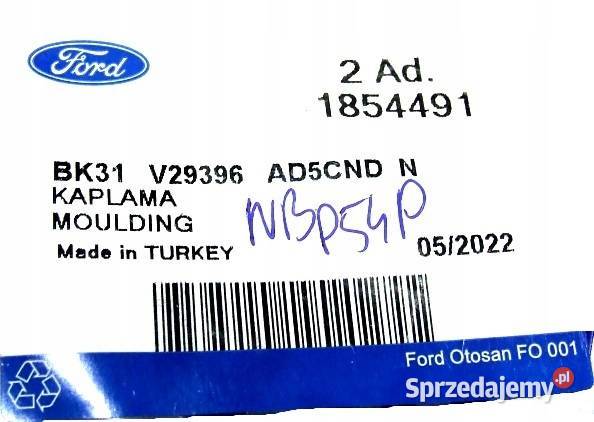 Ford
2 Ad.
1854491
BK31 V29396 AD5CND N
KAPLAMA
MOULDING
NBP54P
Made in TURKEY
05/2022
Ford Otosan FO 001
Sprzedajemy.pl